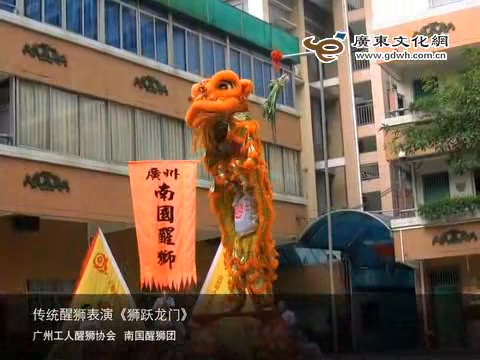 廣東文化網
www.gdwh.com.cn
廣州
南國醒獅
传统醒狮表演《狮跃龙门》
广州工人醒狮协会 南国醒狮团